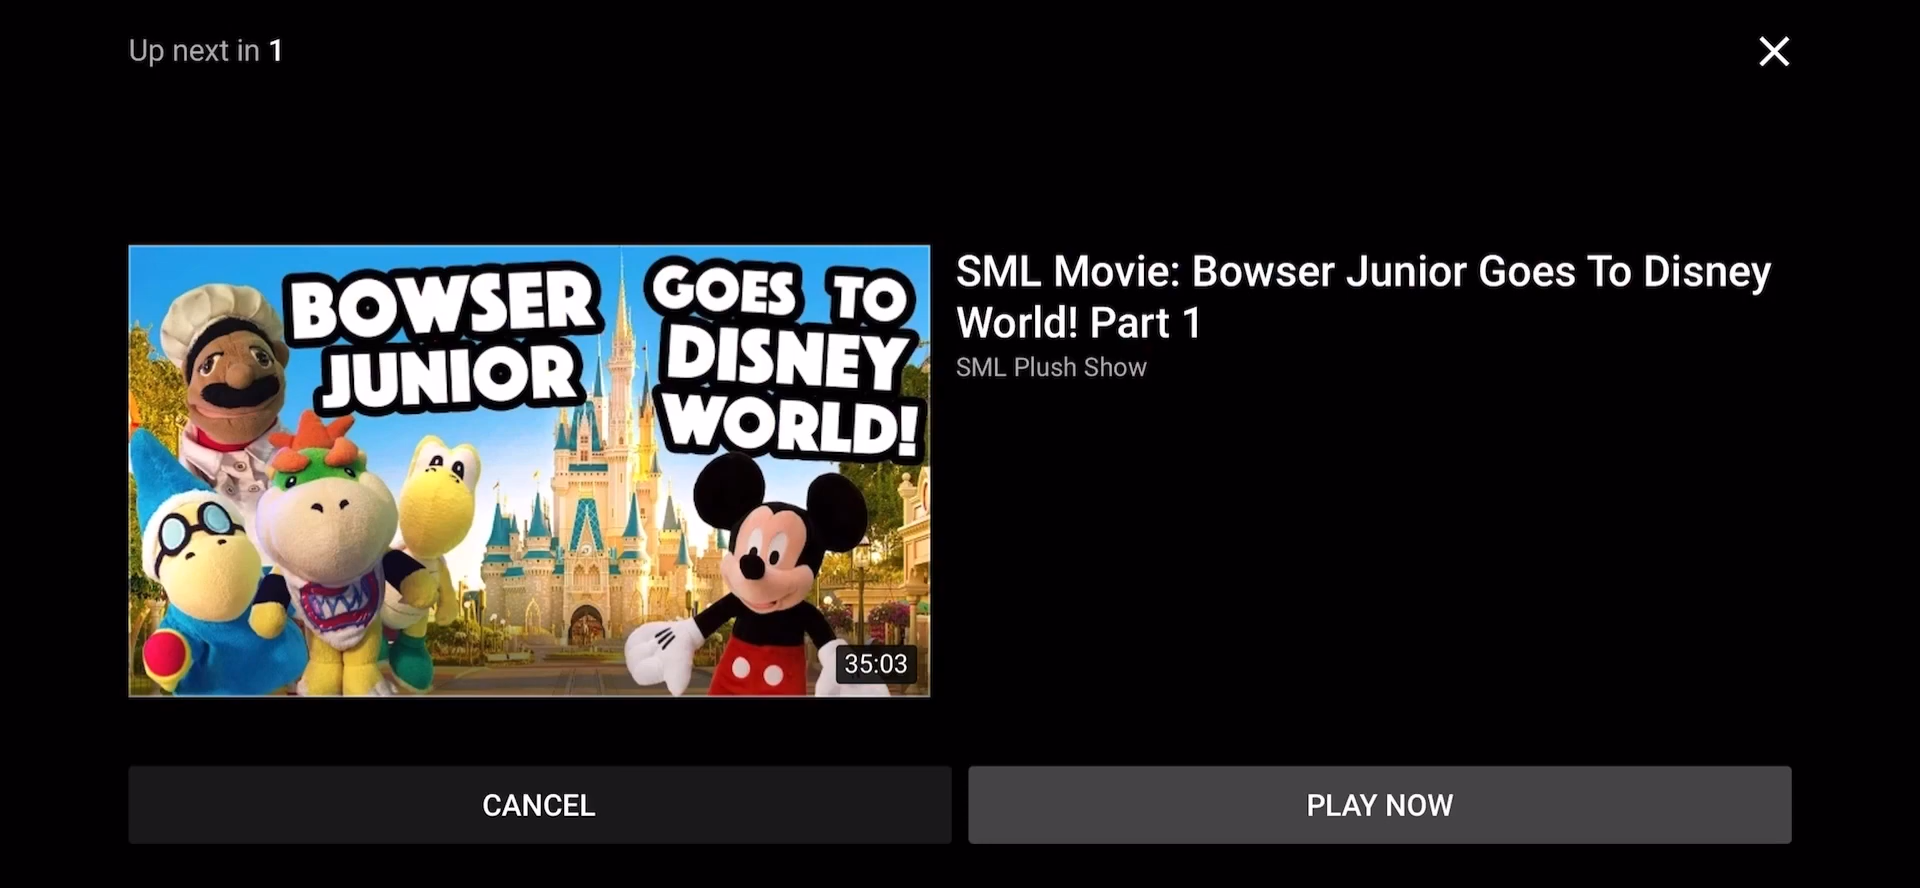 Up next in 1
BOWSER
JUNIOR
GOES TO
DISNEY
WORLD!
35:03
SML Movie: Bowser Junior Goes To Disney
World! Part 1
SML Plush Show
CANCEL
PLAY NOW